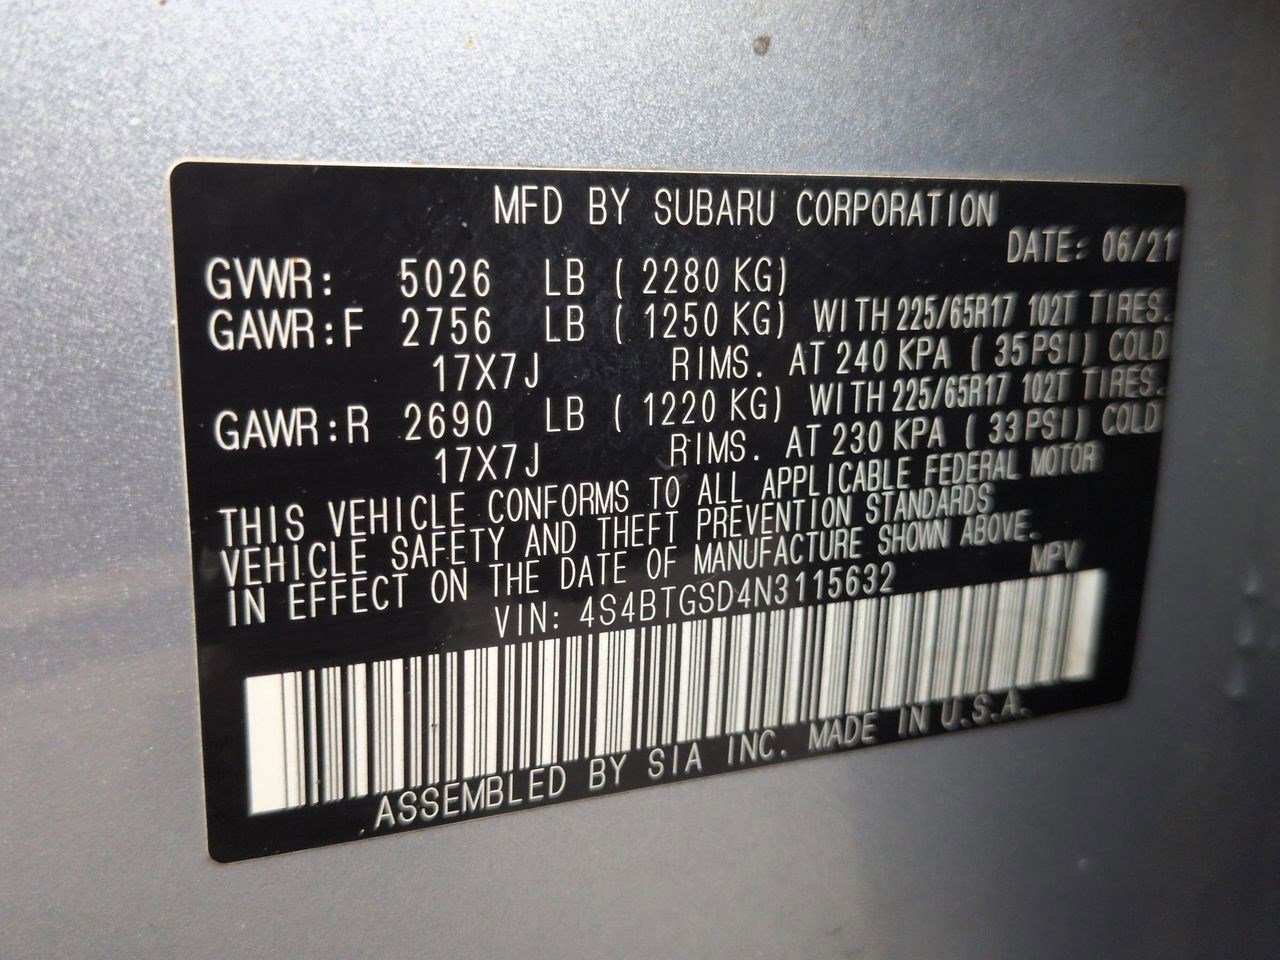 MFD BY SUBARU CORPORATION
DATE: 06/21
GVWR: 5026 LB ( 2280 KG)
GAWR:F 2756 LB ( 1250 KG) WITH 225/65R17 102T TIRES.
17X7J RIMS. AT 240 KPA ( 35PSI) COLD
GAWR:R 2690 LB ( 1220 KG) WITH 225/65R17 102T TIRES.
17X7J RIMS. AT 230 KPA ( 33PSI) COLD
THIS VEHICLE CONFORMS TO ALL APPLICABLE FEDERAL MOTOR
VEHICLE SAFETY AND THEFT PREVENTION STANDARDS
IN EFFECT ON THE DATE OF MANUFACTURE SHOWN ABOVE.
VIN: 4S4BTGSD4N3115632 MPV
ASSEMBLED BY SIA INC. MADE IN U.S.A.